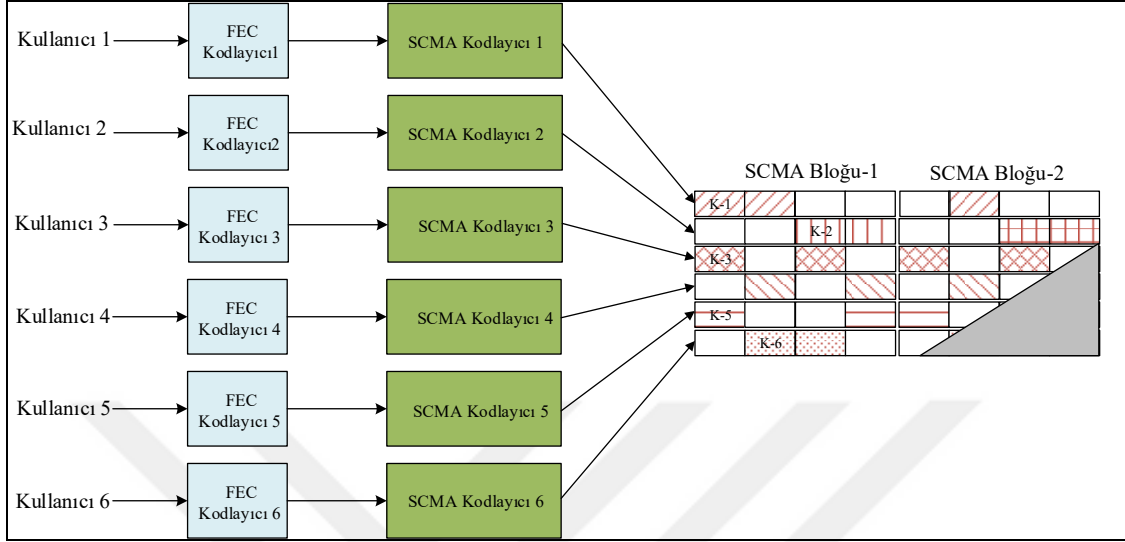 Kullanıcı 1
FEC
Kodlayıcı1
SCMA Kodlayıcı 1
Kullanıcı 2
FEC
Kodlayıcı2
SCMA Kodlayıcı 2
SCMA Bloğu-1
SCMA Bloğu-2
K-1
K-2
Kullanıcı 3
FEC
Kodlayıcı 3
SCMA Kodlayıcı 3
K-3
Kullanıcı 4
FEC
Kodlayıcı 4
SCMA Kodlayıcı 4
K-5
K-6
Kullanıcı 5
FEC
Kodlayıcı 5
SCMA Kodlayıcı 5
Kullanıcı 6
FEC
Kodlayıcı 6
SCMA Kodlayıcı 6